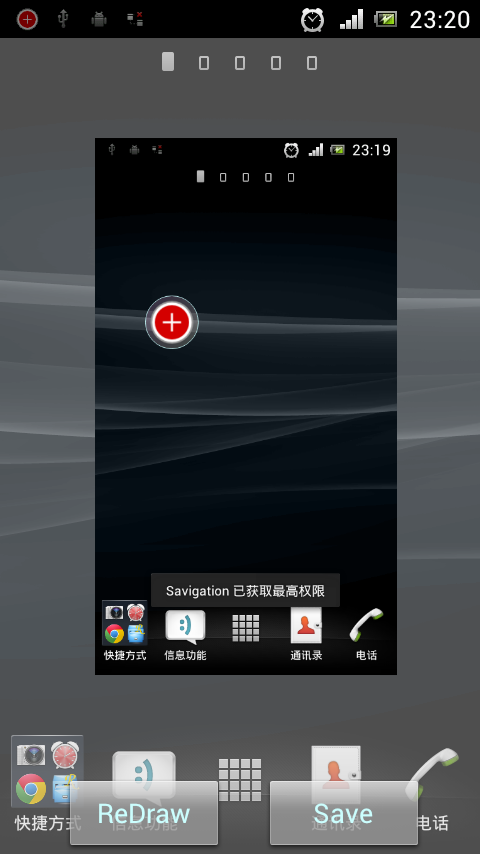 23:20
23:19
Savigation 已获取最高权限
快捷方式
信息功能
通讯录
电话
快捷方式
信息功能
通讯录
电话
ReDraw
Save